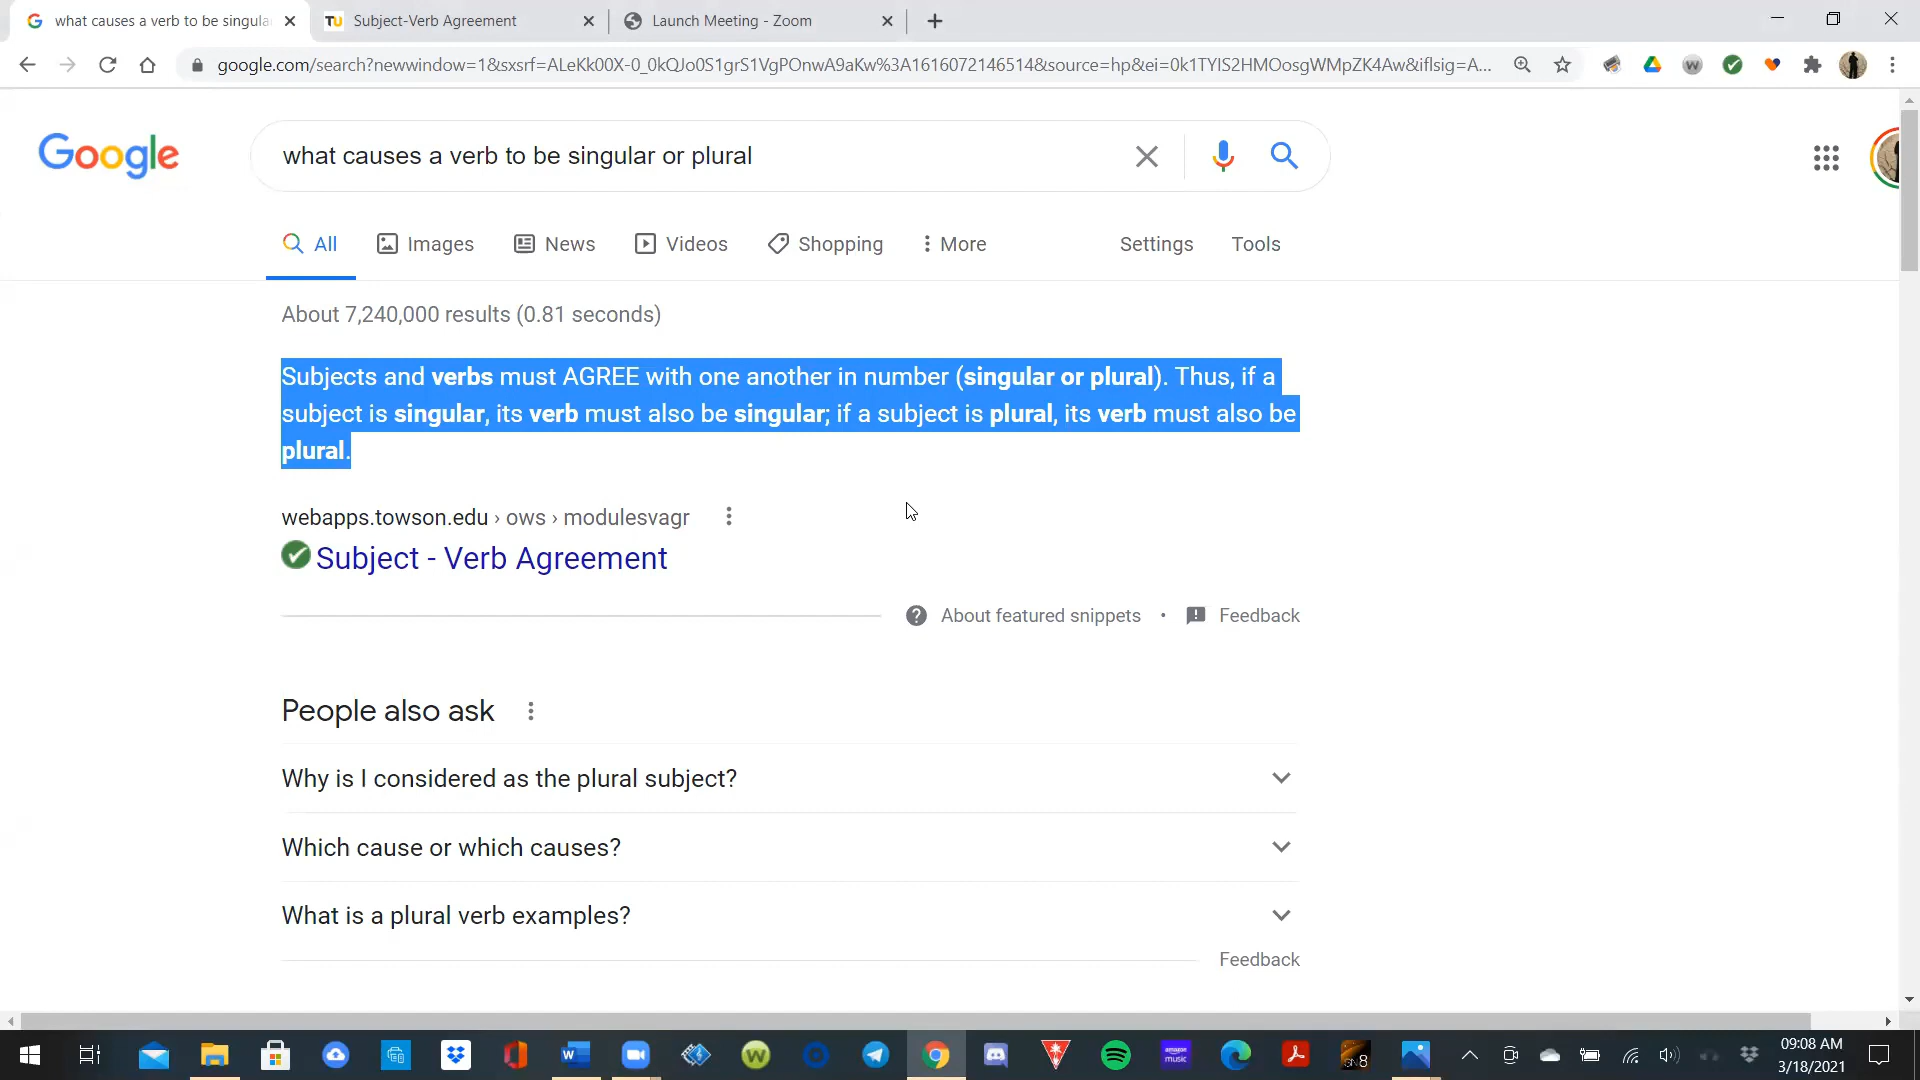 what causes a verb to be singula
Subject-Verb Agreement
Launch Meeting - Zoom
google.com/search?newwindow=1&sxsrf=ALeKk00X-0_0kQJo0S1grS1VgPOnwA9aKw%3A1616072146514&source=hp&ei=0k1TYIS2HMOosgWMpZK4Aw&iflsig=A...
Google
what causes a verb to be singular or plural
All
Images
News
Videos
Shopping
More
Settings
Tools
About 7,240,000 results (0.81 seconds)
Subjects and verbs must AGREE with one another in number (singular or plural). Thus, if a
subject is singular, its verb must also be singular; if a subject is plural, its verb must also be
plural.
webapps.towson.edu › ows › modulesvagr
Subject - Verb Agreement
About featured snippets • Feedback
People also ask
Why is I considered as the plural subject?
Which cause or which causes?
What is a plural verb examples?
Feedback
09:08 AM
3/18/2021